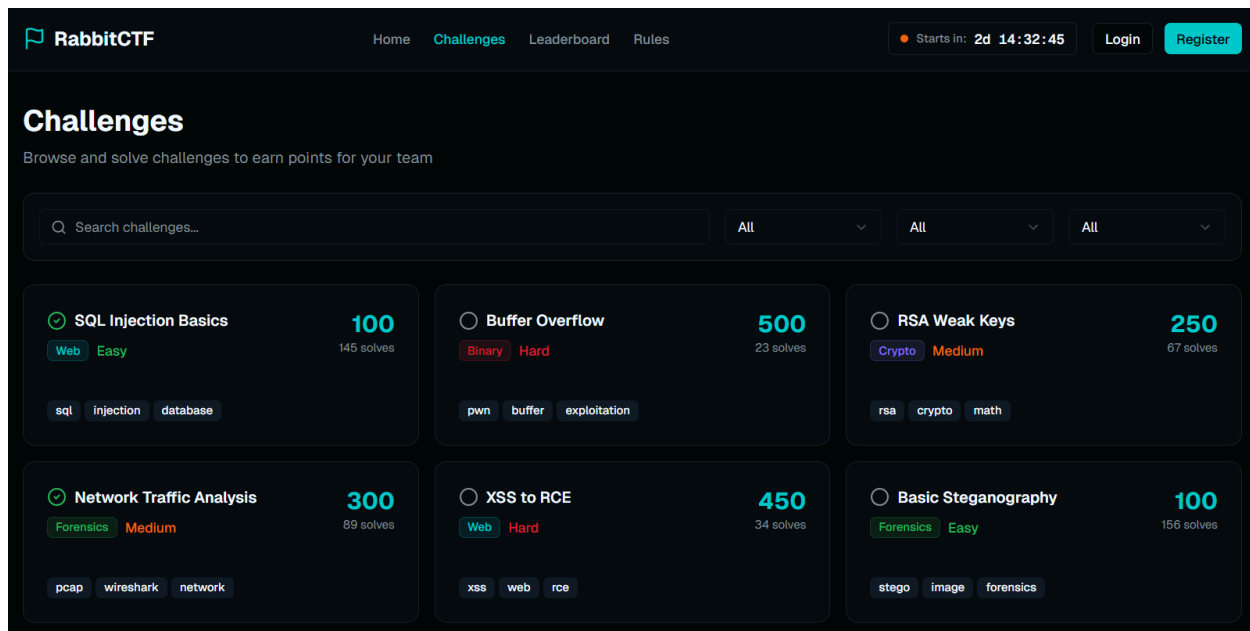 RabbitCTF Home Challenges Leaderboard Rules Starts in: 2d 14:32:45 Login Register
Challenges
Browse and solve challenges to earn points for your team
Search challenges... All All All
SQL Injection Basics 100
Web Easy 145 solves
sql injection database
Buffer Overflow 500
Binary Hard 23 solves
pwn buffer exploitation
RSA Weak Keys 250
Crypto Medium 67 solves
rsa crypto math
Network Traffic Analysis 300
Forensics Medium 89 solves
pcap wireshark network
XSS to RCE 450
Web Hard 34 solves
xss web rce
Basic Steganography 100
Forensics Easy 156 solves
stego image forensics